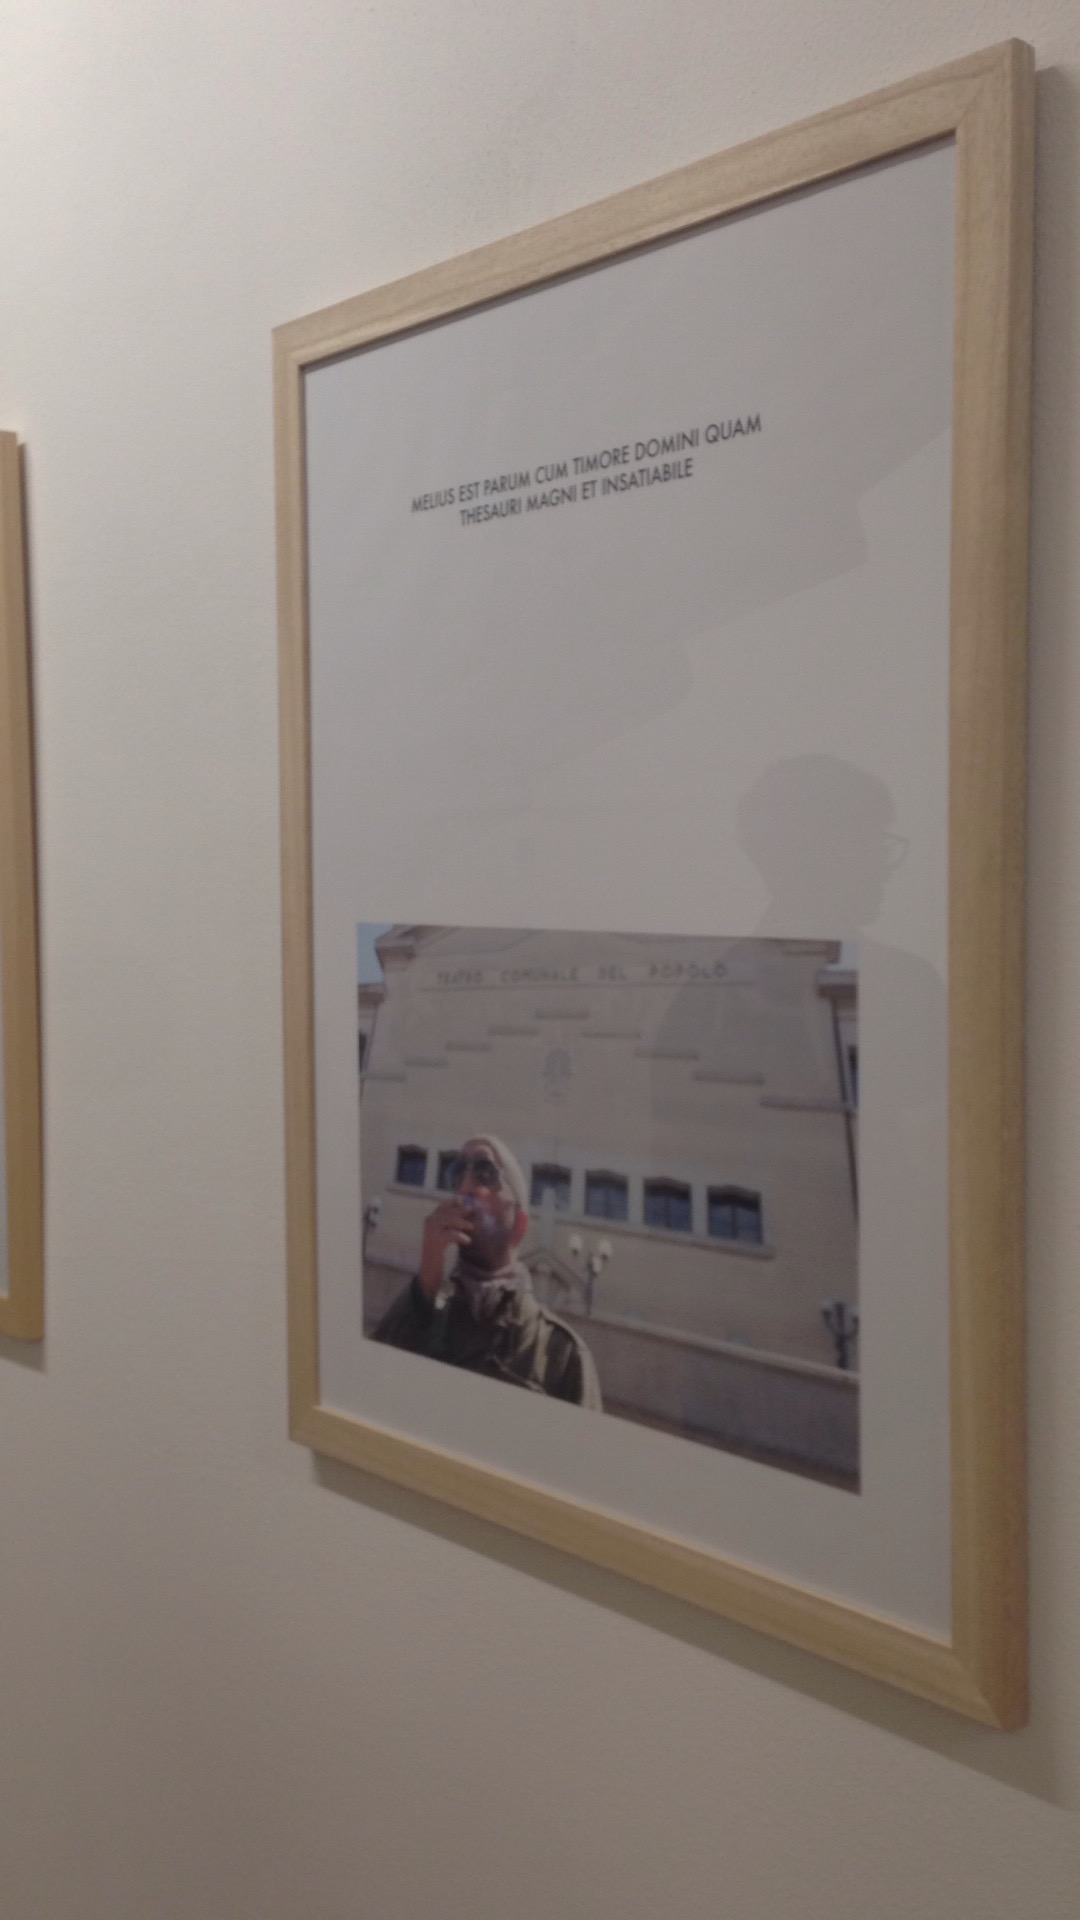 MELIUS EST PARUM CUM TIMORE DOMINI QUAM
THESAURI MAGNI ET INSATIABILE
TEATRO COMUNALE DEL POPOLO